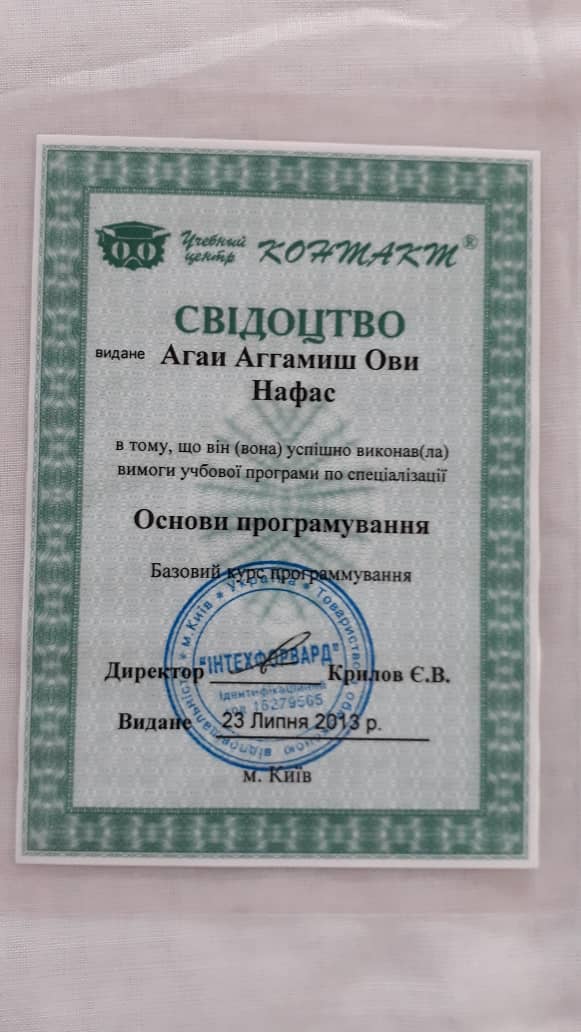 Учебный
центр
КОНТАКТ®
СВІДОЦТВО
видане Агаи Аггамиш Ови
Нафас
в тому, що він (вона) успішно виконав(ла)
вимоги учбової програми по спеціалізації
Основи програмування
Базовий курс программування
Директор Крилов Є.В.
Видане 23 Липня 2013 р.
м. Київ
м. Київ * Україна * Товариство з обмеженою відповідальністю
"ІНТЕХФОРВАРД"
Ідентифікаційний
код 16279565